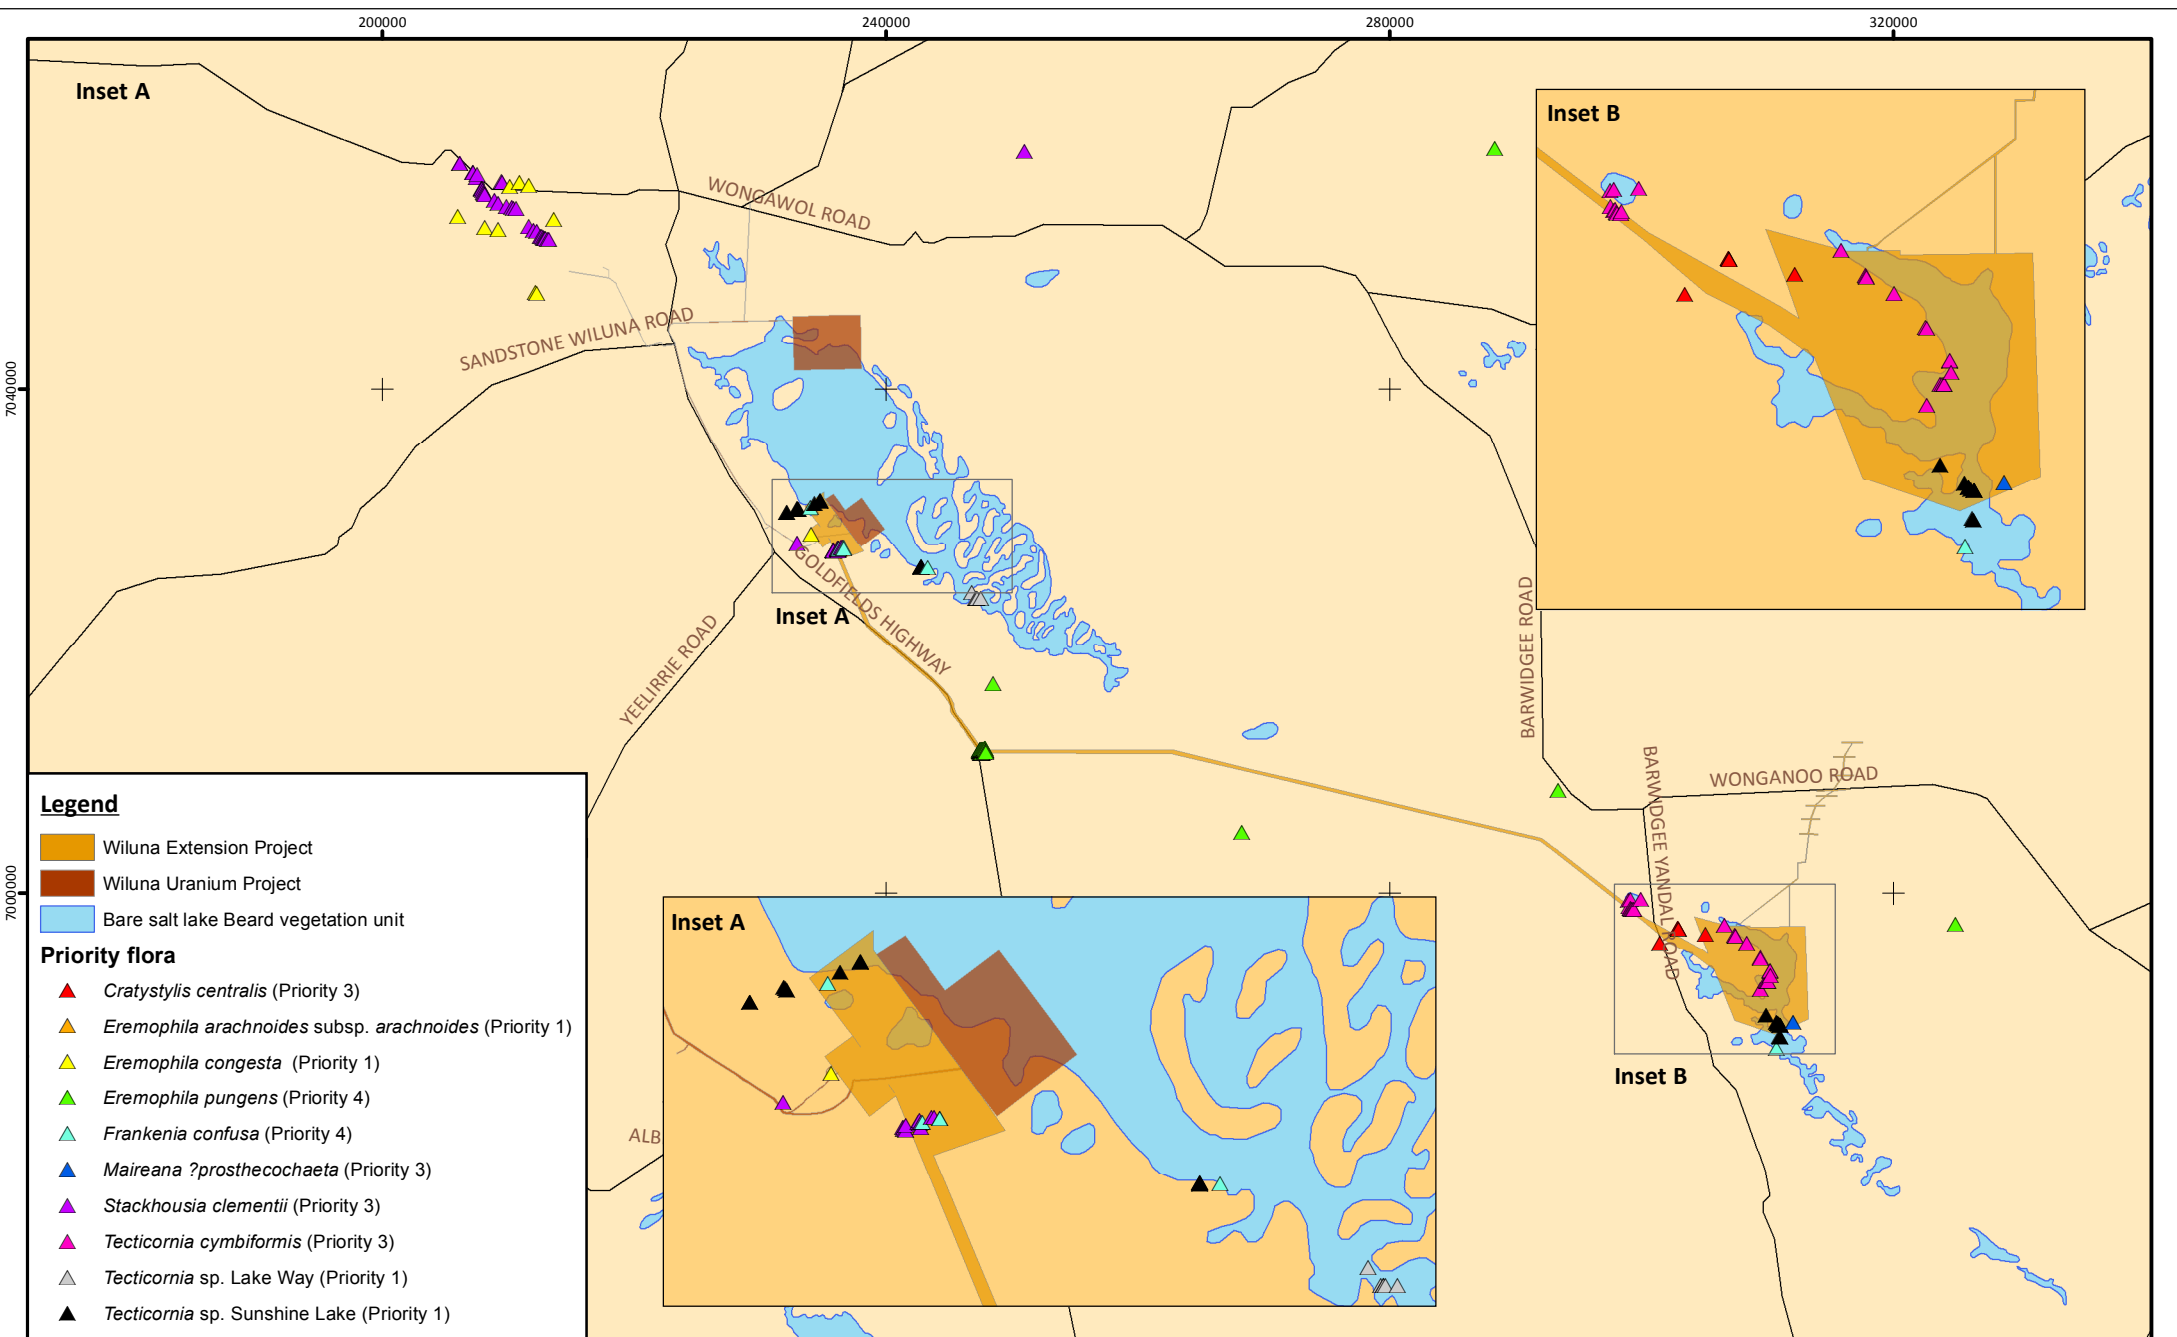 200000 240000 280000 320000
Inset A
Inset B
WONGAWOL ROAD
SANDSTONE WILUNA ROAD
7040000
GOLDFIELDS HIGHWAY
Inset A
YEELIRRIE ROAD
BARWIDGEE ROAD
BARWIDGEE YANDAL ROAD
WONGANOO ROAD
7000000
Inset A
Inset B
ALB
Legend
Wiluna Extension Project
Wiluna Uranium Project
Bare salt lake Beard vegetation unit
Priority flora
Cratystylis centralis (Priority 3)
Eremophila arachnoides subsp. arachnoides (Priority 1)
Eremophila congesta (Priority 1)
Eremophila pungens (Priority 4)
Frankenia confusa (Priority 4)
Maireana ?prosthecochaeta (Priority 3)
Stackhousia clementii (Priority 3)
Tecticornia cymbiformis (Priority 3)
Tecticornia sp. Lake Way (Priority 1)
Tecticornia sp. Sunshine Lake (Priority 1)